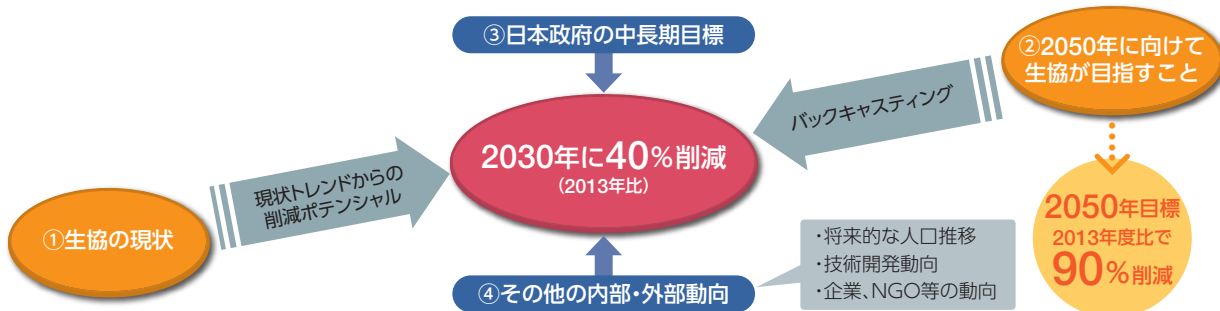 ③日本政府の中長期目標
②2050年に向けて
生協が目指すこと
バックキャスティング
2030年に40%削減
(2013年比)
現状トレンドからの
削減ポテンシャル
①生協の現状
2050年目標
2013年度比で
90%削減
・将来的な人口推移
・技術開発動向
・企業、NGO等の動向
④その他の内部・外部動向